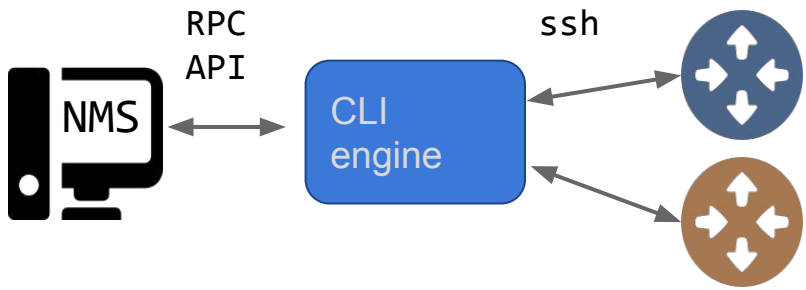 RPC
API
ssh
NMS
CLI
engine